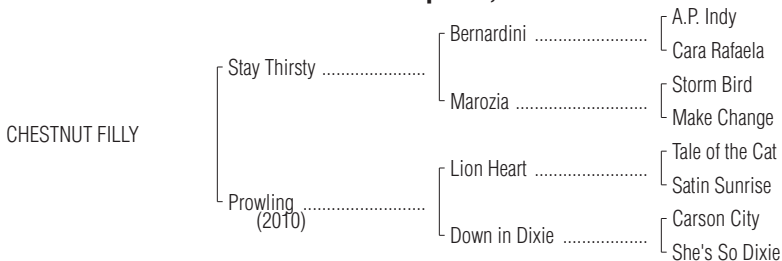 Bernardini ........................
A.P. Indy
Cara Rafaela
Stay Thirsty ......................
Marozia ............................
Storm Bird
Make Change
CHESTNUT FILLY
Lion Heart ........................
Tale of the Cat
Satin Sunrise
Prowling ..........................
(2010)
Down in Dixie ..................
Carson City
She's So Dixie